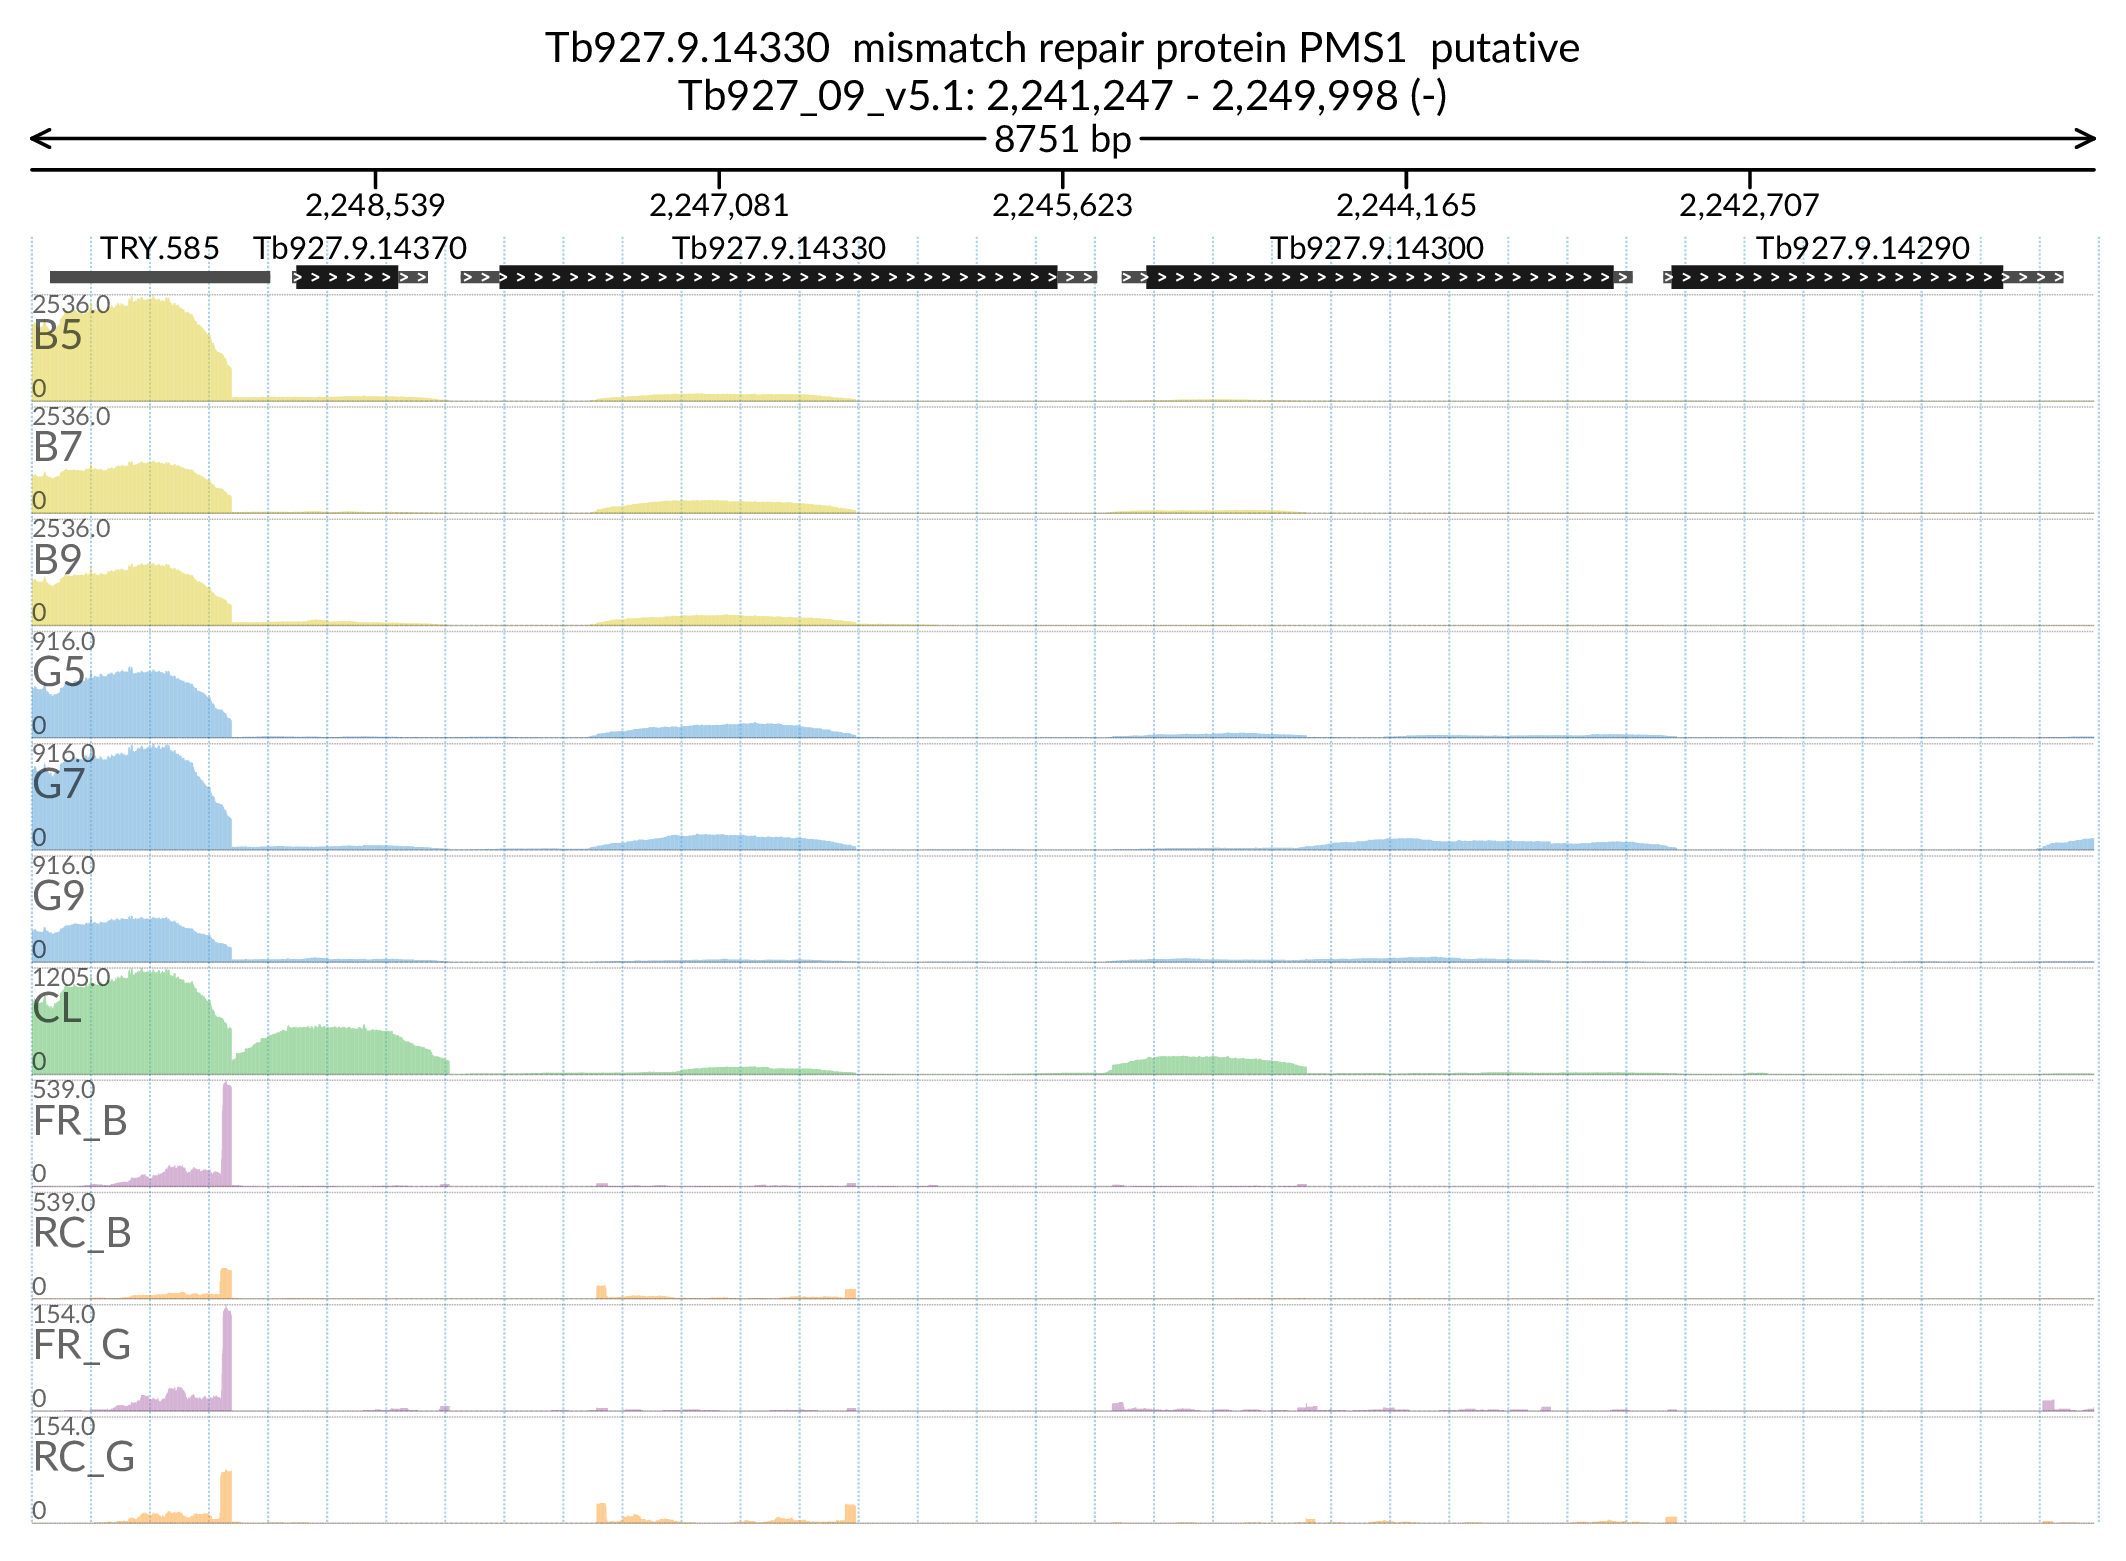 Tb927.9.14330  mismatch repair protein PMS1  putative
Tb927_09_v5.1: 2,241,247 - 2,249,998 (-)
8751 bp
2,248,539 2,247,081 2,245,623 2,244,165 2,242,707
TRY.585 Tb927.9.14370 Tb927.9.14330 Tb927.9.14300 Tb927.9.14290
2536.0
B5
0
2536.0
B7
0
2536.0
B9
0
916.0
G5
0
916.0
G7
0
916.0
G9
0
1205.0
CL
0
539.0
FR_B
0
539.0
RC_B
0
154.0
FR_G
0
154.0
RC_G
0